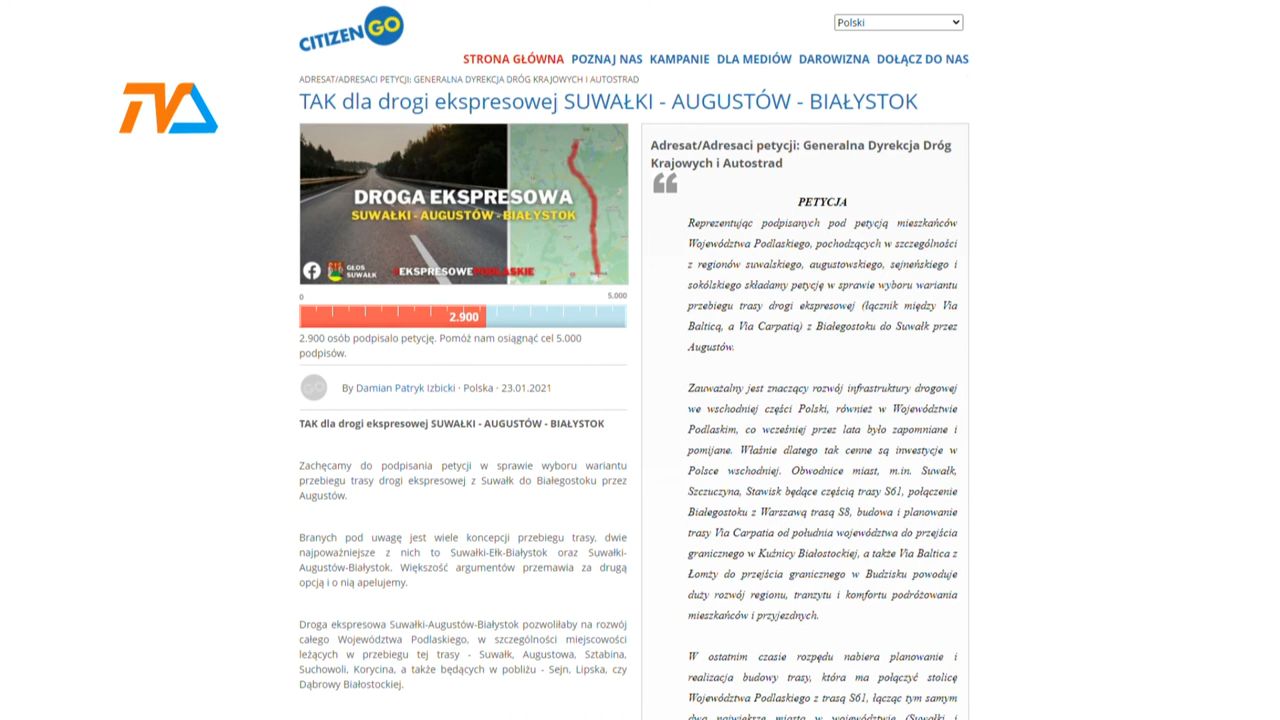 CITIZENGO
Polski
STRONA GŁÓWNA POZNAJ NAS KAMPANIE DLA MEDIÓW DAROWIZNA DOŁĄCZ DO NAS
TVA
ADRESAT/ADRESACI PETYCJI: GENERALNA DYREKCJA DRÓG KRAJOWYCH I AUTOSTRAD
TAK dla drogi ekspresowej SUWAŁKI - AUGUSTÓW - BIAŁYSTOK
DROGA EKSPRESOWA
SUWAŁKI - AUGUSTÓW - BIAŁYSTOK
GŁOS
SUWAŁK
#EKSPRESOWEPODLASKIE
0
5.000
2.900
2.900 osób podpisalo petycję. Pomóż nam osiągnąć cel 5.000
podpisów.
By Damian Patryk Izbicki · Polska · 23.01.2021
TAK dla drogi ekspresowej SUWAŁKI - AUGUSTÓW - BIAŁYSTOK
Zachęcamy do podpisania petycji w sprawie wyboru wariantu
przebiegu trasy drogi ekspresowej z Suwałk do Białegostoku przez
Augustów.
Branych pod uwagę jest wiele koncepcji przebiegu trasy, dwie
najpoważniejsze z nich to Suwałki-Ełk-Białystok oraz Suwałki-
Augustów-Białystok. Większość argumentów przemawia za drugą
opcją i o nią apelujemy.
Droga ekspresowa Suwałki-Augustów-Białystok pozwoliłaby na rozwój
całego Województwa Podlaskiego, w szczególności miejscowości
leżących w przebiegu tej trasy - Suwałk, Augustowa, Sztabina,
Suchowoli, Korycina, a także będących w pobliżu - Sejn, Lipska, czy
Dąbrowy Białostockiej.
Adresat/Adresaci petycji: Generalna Dyrekcja Dróg
Krajowych i Autostrad
PETYCJA
Reprezentując podpisanych pod petycją mieszkańców
Województwa Podlaskiego, pochodzących w szczególności
z regionów suwalskiego, augustowskiego, sejneńskiego i
sokólskiego składamy petycję w sprawie wyboru wariantu
przebiegu trasy drogi ekspresowej (łącznik między Via
Balticą, a Via Carpatią) z Białegostoku do Suwałk przez
Augustów.
Zauważalny jest znaczący rozwój infrastruktury drogowej
we wschodniej części Polski, również w Województwie
Podlaskim, co wcześniej przez lata było zapomniane i
pomijane. Właśnie dlatego tak cenne są inwestycje w
Polsce wschodniej. Obwodnice miast, m.in. Suwałk,
Szczuczyna, Stawisk będące częścią trasy S61, połączenie
Białegostoku z Warszawą trasą S8, budowa i planowanie
trasy Via Carpatia od południa województwa do przejścia
granicznego w Kuźnicy Białostockiej, a także Via Baltica z
Łomży do przejścia granicznego w Budzisku powoduje
duży rozwój regionu, tranzytu i komfortu podróżowania
mieszkańców i przyjezdnych.
W ostatnim czasie rozpędu nabiera planowanie i
realizacja budowy trasy, która ma połączyć stolicę
Województwa Podlaskiego z trasą S61, łącząc tym samym
dwa największe miasta w województwie (Suwałki i